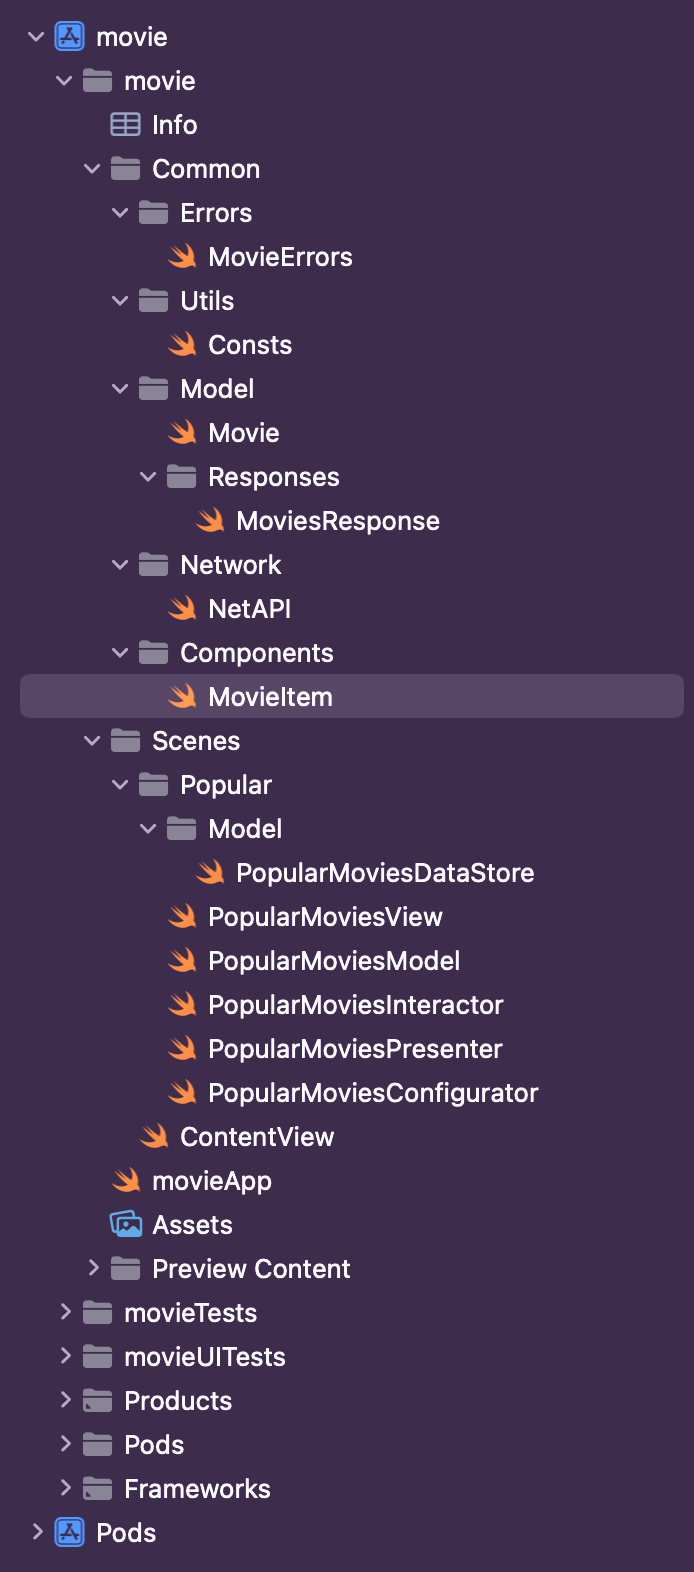 movie
movie
Info
Common
Errors
MovieErrors
Utils
Consts
Model
Movie
Responses
MoviesResponse
Network
NetAPI
Components
MovieItem
Scenes
Popular
Model
PopularMoviesDataStore
PopularMoviesView
PopularMoviesModel
PopularMoviesInteractor
PopularMoviesPresenter
PopularMoviesConfigurator
ContentView
movieApp
Assets
Preview Content
movieTests
movieUITests
Products
Pods
Frameworks
Pods